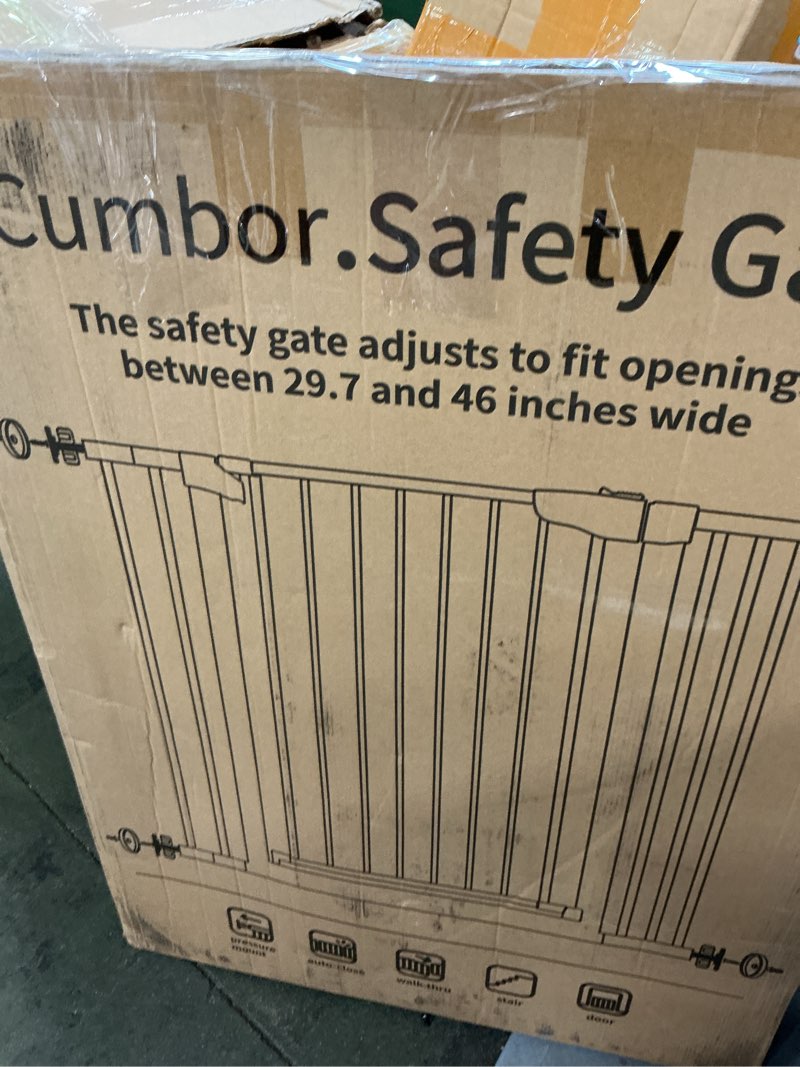 Cumbor.Safety Ga
The safety gate adjusts to fit opening
between 29.7 and 46 inches wide
pressure
mount
auto-close
walk-thru
stair
door